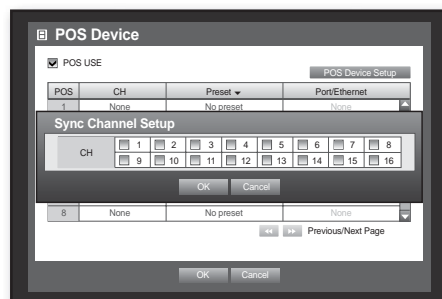 POS Device
POS USE
POS Device Setup
POS CH Preset Port/Ethernet
1 None No preset None
Sync Channel Setup
CH 1 2 3 4 5 6 7 8
9 10 11 12 13 14 15 16
OK Cancel
8 None No preset None
Previous/Next Page
OK Cancel